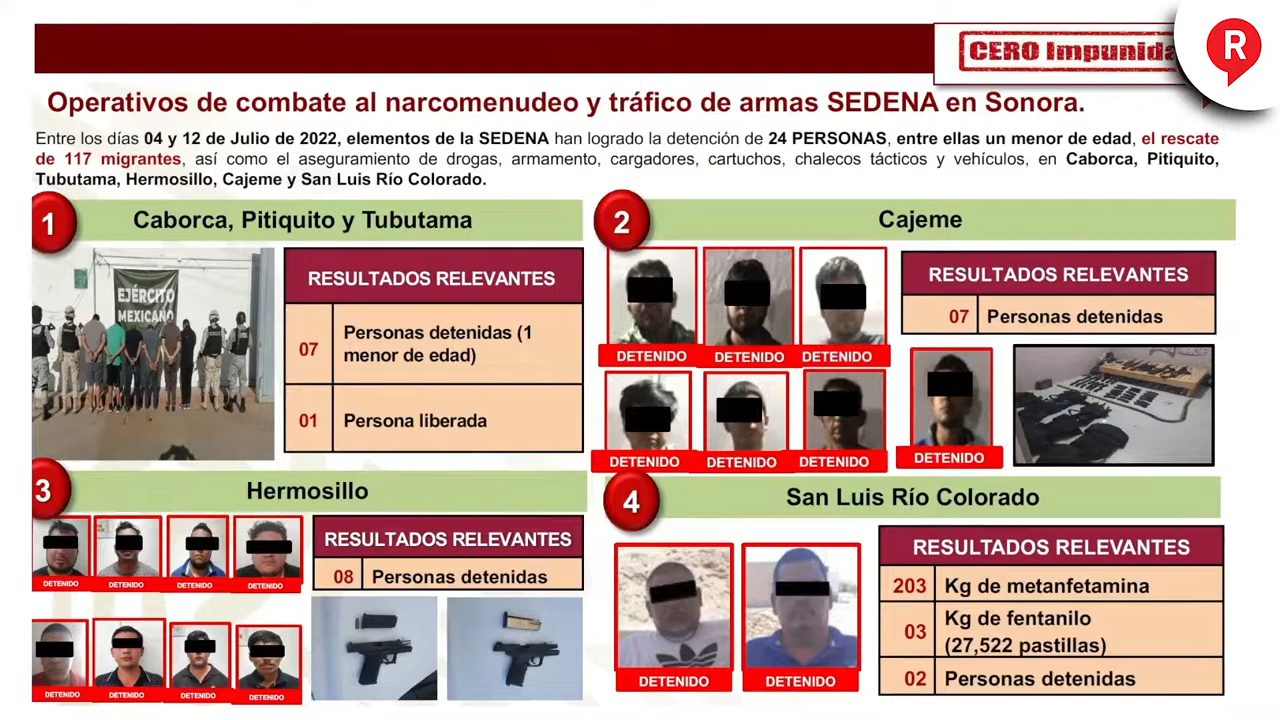 CERO Impunida
R
Operativos de combate al narcomenudeo y tráfico de armas SEDENA en Sonora.
Entre los días 04 y 12 de Julio de 2022, elementos de la SEDENA han logrado la detención de 24 PERSONAS, entre ellas un menor de edad, el rescate
de 117 migrantes, así como el aseguramiento de drogas, armamento, cargadores, cartuchos, chalecos tácticos y vehículos, en Caborca, Pitiquito,
Tubutama, Hermosillo, Cajeme y San Luis Río Colorado.
1
Caborca, Pitiquito y Tubutama
EJÉRCITO
MEXICANO
RESULTADOS RELEVANTES
07 Personas detenidas (1
menor de edad)
01 Persona liberada
2
Cajeme
DETENIDO
DETENIDO
DETENIDO
DETENIDO
DETENIDO
DETENIDO
DETENIDO
RESULTADOS RELEVANTES
07 Personas detenidas
3
Hermosillo
DETENIDO
DETENIDO
DETENIDO
DETENIDO
DETENIDO
DETENIDO
DETENIDO
DETENIDO
RESULTADOS RELEVANTES
08 Personas detenidas
4
San Luis Río Colorado
DETENIDO
DETENIDO
RESULTADOS RELEVANTES
203 Kg de metanfetamina
03 Kg de fentanilo
(27,522 pastillas)
02 Personas detenidas